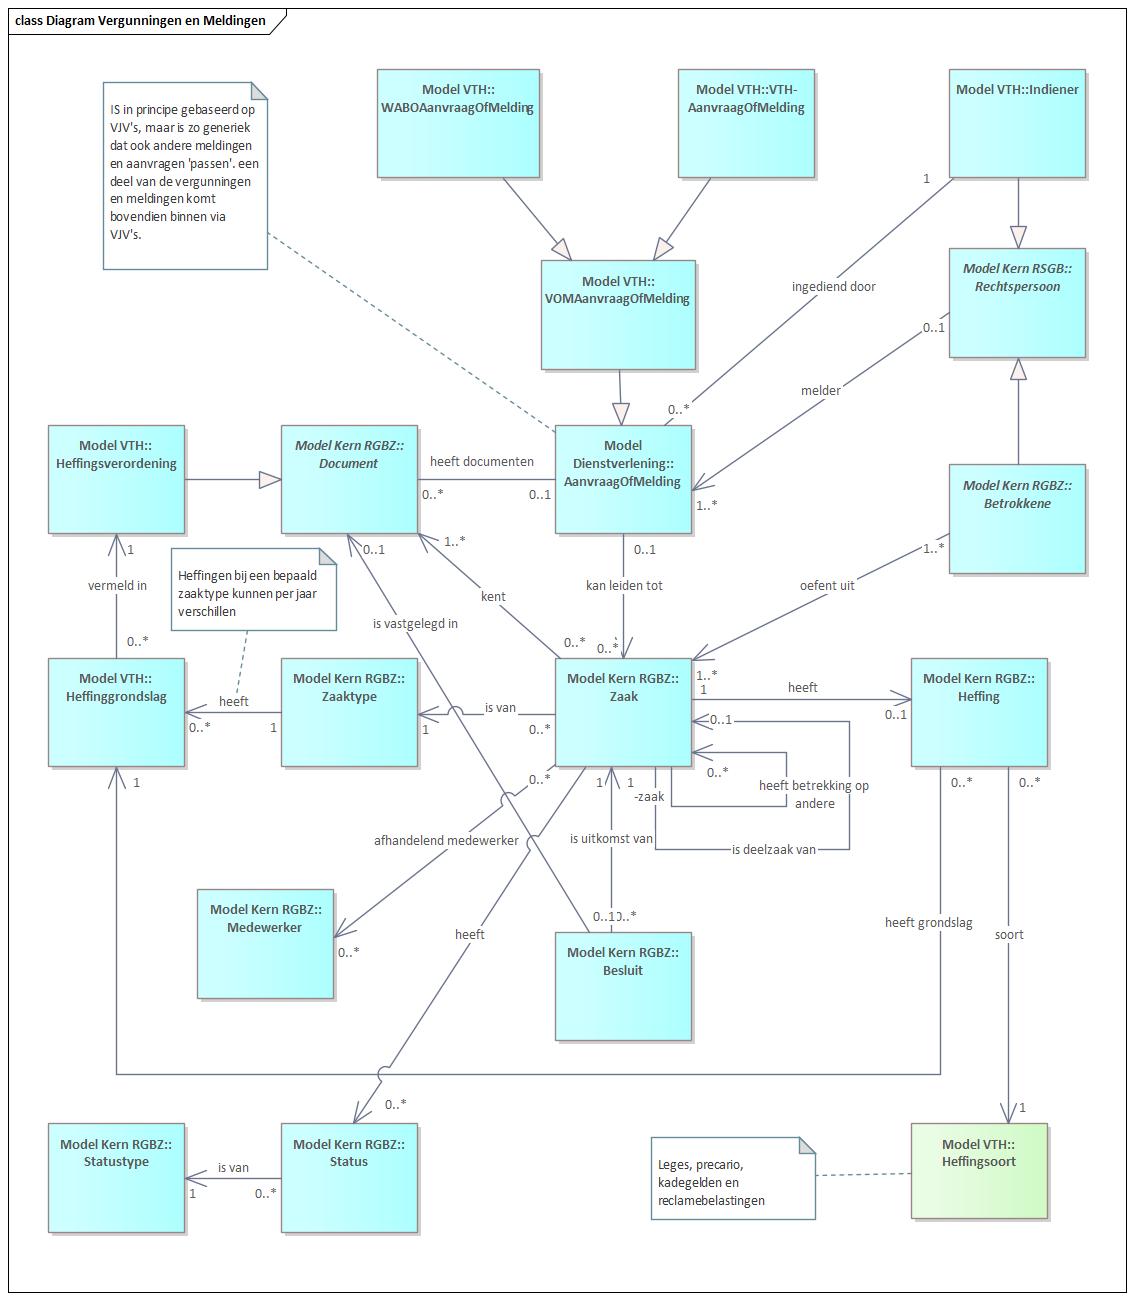 class Diagram Vergunningen en Meldingen
IS in principe gebaseerd op
VJV's, maar is zo generiek
dat ook andere meldingen
en aanvragen 'passen'. een
deel van de vergunningen
en meldingen komt
bovendien binnen via
VJV's.
Model VTH::
WABOAanvraagOfMelding
Model VTH::VTH-
AanvraagOfMelding
Model VTH::Indiener
1
ingediend door
0..*
Model Kern RSGB::
Rechtspersoon
0..1
melder
1..*
Model VTH::
VOMAanvraagOfMelding
Model VTH::
Heffingsverordening
Model Kern RGBZ::
Document
heeft documenten
0..*
0..1
Model
Dienstverlening::
AanvraagOfMelding
Model Kern RGBZ::
Betrokkene
1..*
oefent uit
1..*
1
vermeld in
0..*
Heffingen bij een bepaald
zaaktype kunnen per jaar
verschillen
0..1
is vastgelegd in
1..*
kent
0..*
0..1
kan leiden tot
0..*
Model VTH::
Heffinggrondslag
heeft
0..*
1
Model Kern RGBZ::
Zaaktype
is van
1
0..*
Model Kern RGBZ::
Zaak
1
heeft
0..1
Model Kern RGBZ::
Heffing
0..1
0..*
heeft betrekking op
andere
is deelzaak van
1
0..*
1
1
-zaak
0..*
0..*
afhandelend medewerker
is uitkomst van
Model Kern RGBZ::
Medewerker
0..*
heeft
0..1
0..*
Model Kern RGBZ::
Besluit
heeft grondslag
soort
0..*
1
Model Kern RGBZ::
Statustype
is van
1
0..*
Model Kern RGBZ::
Status
Leges, precario,
kadegelden en
reclamebelastingen
Model VTH::
Heffingsoort